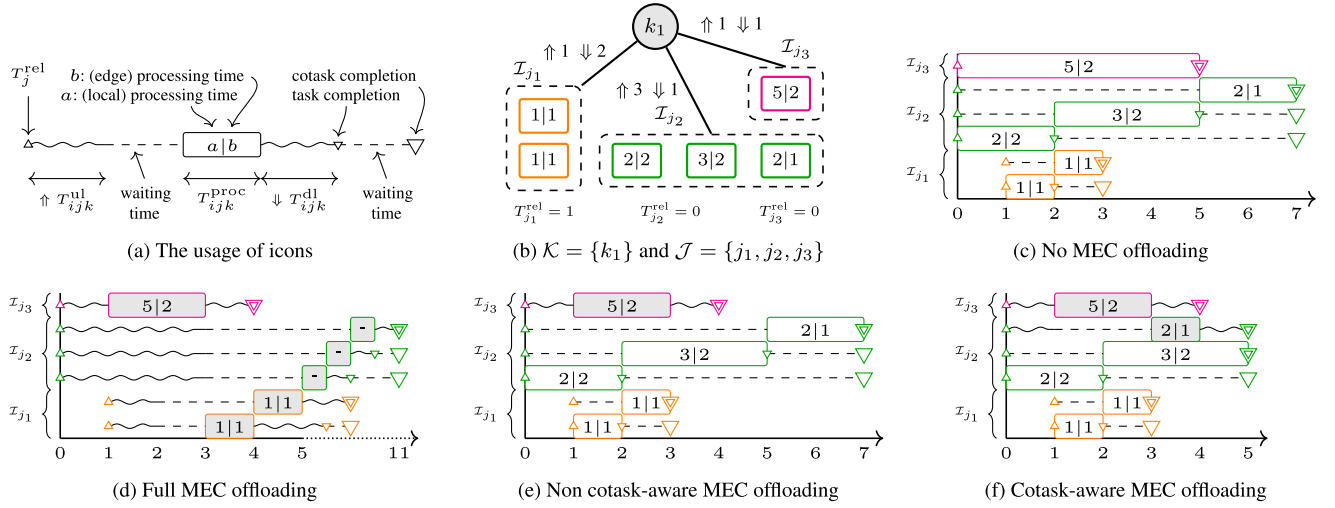 T_j^rel
b: (edge) processing time
a: (local) processing time
cotask completion
task completion
a|b
waiting
time
waiting
time
⇑ T_ijk^ul
T_ijk^proc
⇓ T_ijk^dl
(a) The usage of icons
k_1
⇑ 1 ⇓ 2
⇑ 1 ⇓ 1
⇑ 3 ⇓ 1
I_j1
I_j2
I_j3
5|2
1|1
1|1
2|2
3|2
2|1
T_j1^rel = 1
T_j2^rel = 0
T_j3^rel = 0
(b) K = {k_1} and J = {j_1, j_2, j_3}
I_j3
5|2
2|1
I_j2
3|2
2|2
1|1
I_j1
1|1
0 1 2 3 4 5 6 7
(c) No MEC offloading
I_j3
5|2
-
I_j2
-
-
1|1
I_j1
1|1
0 1 2 3 4 5 11
(d) Full MEC offloading
I_j3
5|2
2|1
I_j2
3|2
2|2
1|1
I_j1
1|1
0 1 2 3 4 5 6 7
(e) Non cotask-aware MEC offloading
I_j3
5|2
2|1
I_j2
3|2
2|2
1|1
I_j1
1|1
0 1 2 3 4 5
(f) Cotask-aware MEC offloading